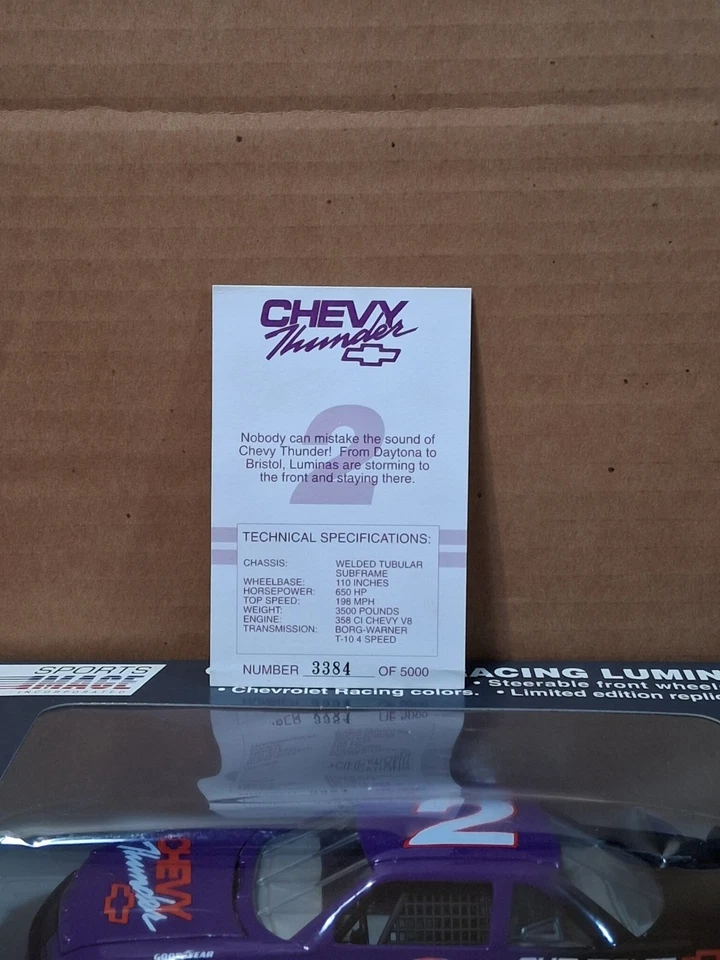 CHEVY
Thunder
2
Nobody can mistake the sound of
Chevy Thunder! From Daytona to
Bristol, Luminas are storming to
the front and staying there.
TECHNICAL SPECIFICATIONS:
CHASSIS: WELDED TUBULAR
SUBFRAME
WHEELBASE: 110 INCHES
HORSEPOWER: 650 HP
TOP SPEED: 198 MPH
WEIGHT: 3500 POUNDS
ENGINE: 358 CI CHEVY V8
TRANSMISSION: BORG-WARNER
T-10 4 SPEED
NUMBER 3384 OF 5000
SPORTS
IMAGE
INCORPORATED
ACING LUMIN
• Steerable front wheel
• Chevrolet Racing colors. • Limited edition replic
2
CHEVY
Thunder
GOODYEAR